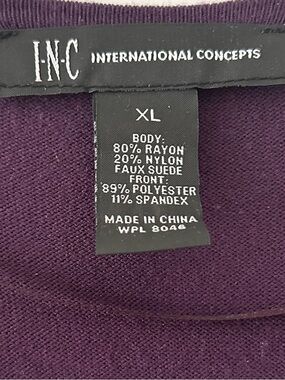 I·N·C INTERNATIONAL CONCEPTS
XL
BODY:
80% RAYON
20% NYLON
FAUX SUEDE
FRONT:
89% POLYESTER
11% SPANDEX
MADE IN CHINA
WPL 8046